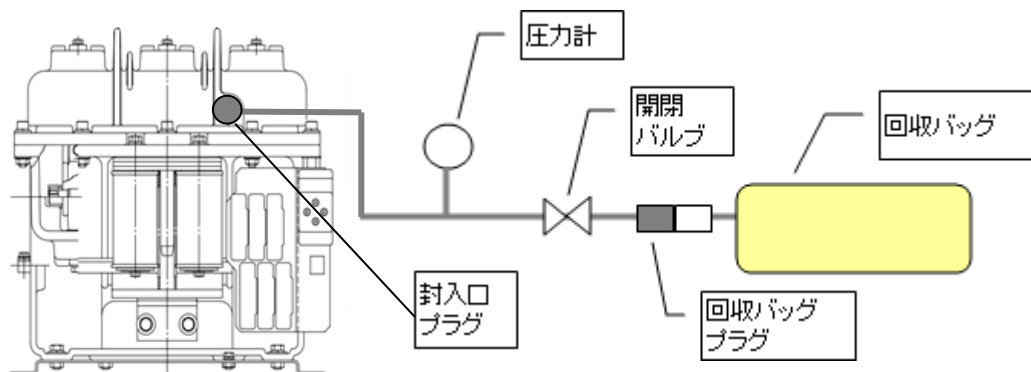 圧力計
開閉
バルブ
回収バッグ
封入口
プラグ
回収バッグ
プラグ